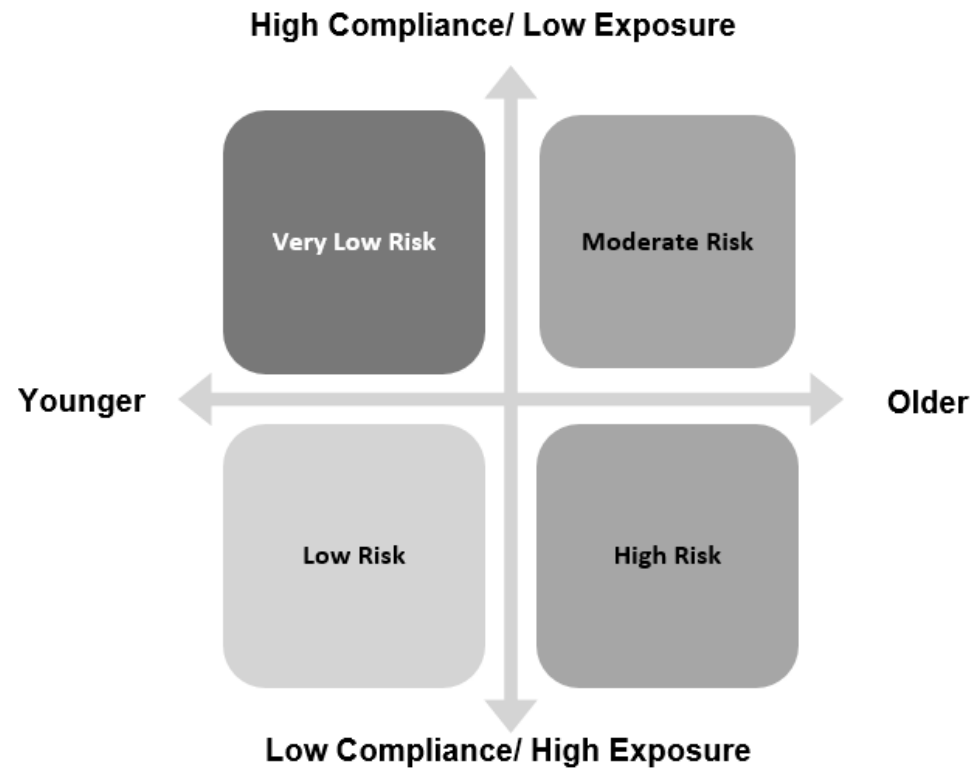 High Compliance/ Low Exposure
Very Low Risk
Moderate Risk
Younger
Older
Low Risk
High Risk
Low Compliance/ High Exposure